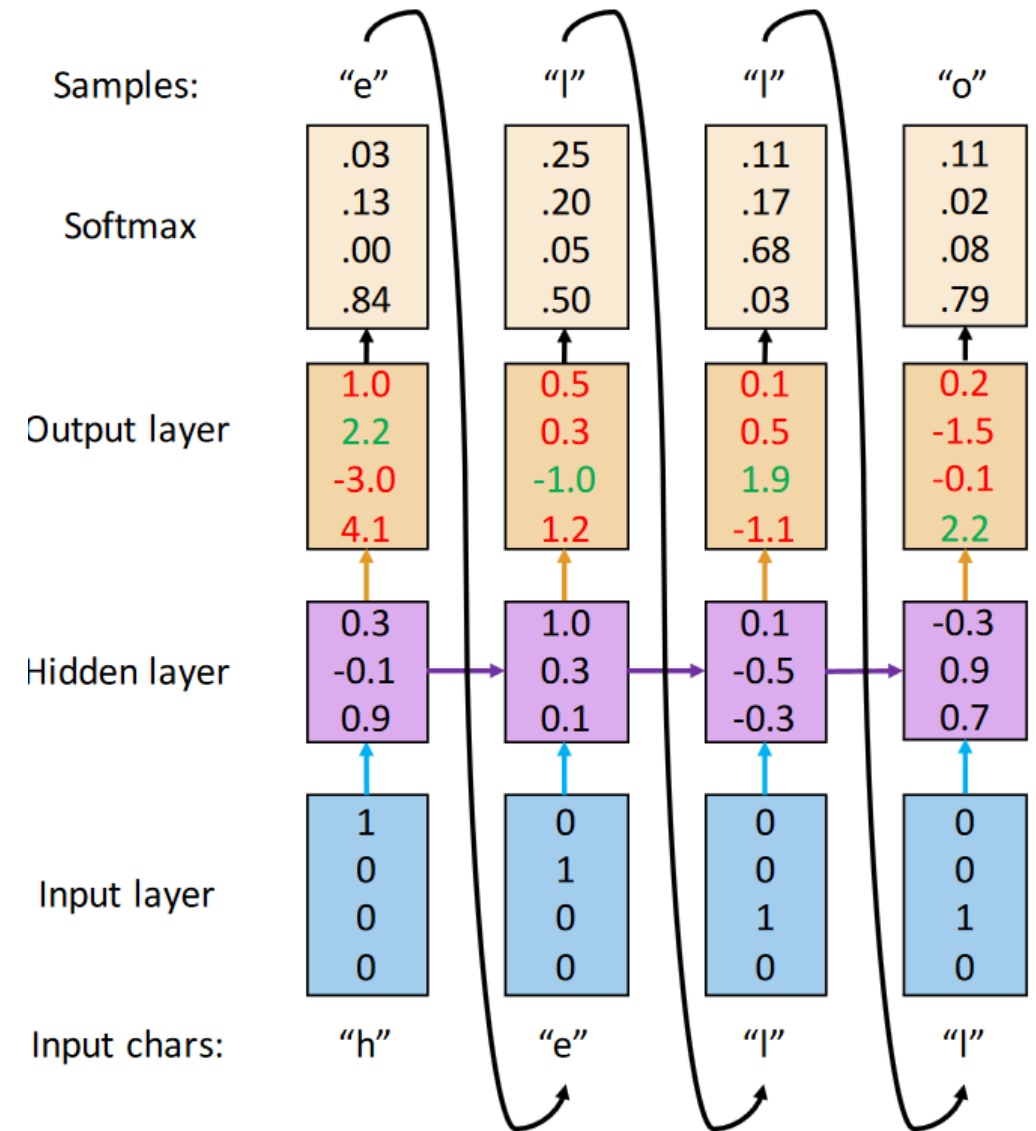 Samples: “e” “l” “l” “o”
.03 .25 .11 .11
.13 .20 .17 .02
Softmax
.00 .05 .68 .08
.84 .50 .03 .79
1.0 0.5 0.1 0.2
Output layer 2.2 0.3 0.5 -1.5
-3.0 -1.0 1.9 -0.1
4.1 1.2 -1.1 2.2
0.3 1.0 0.1 -0.3
Hidden layer -0.1 0.3 -0.5 0.9
0.9 0.1 -0.3 0.7
1 0 0 0
0 1 0 0
Input layer
0 0 1 1
0 0 0 0
Input chars: “h” “e” “l” “l”